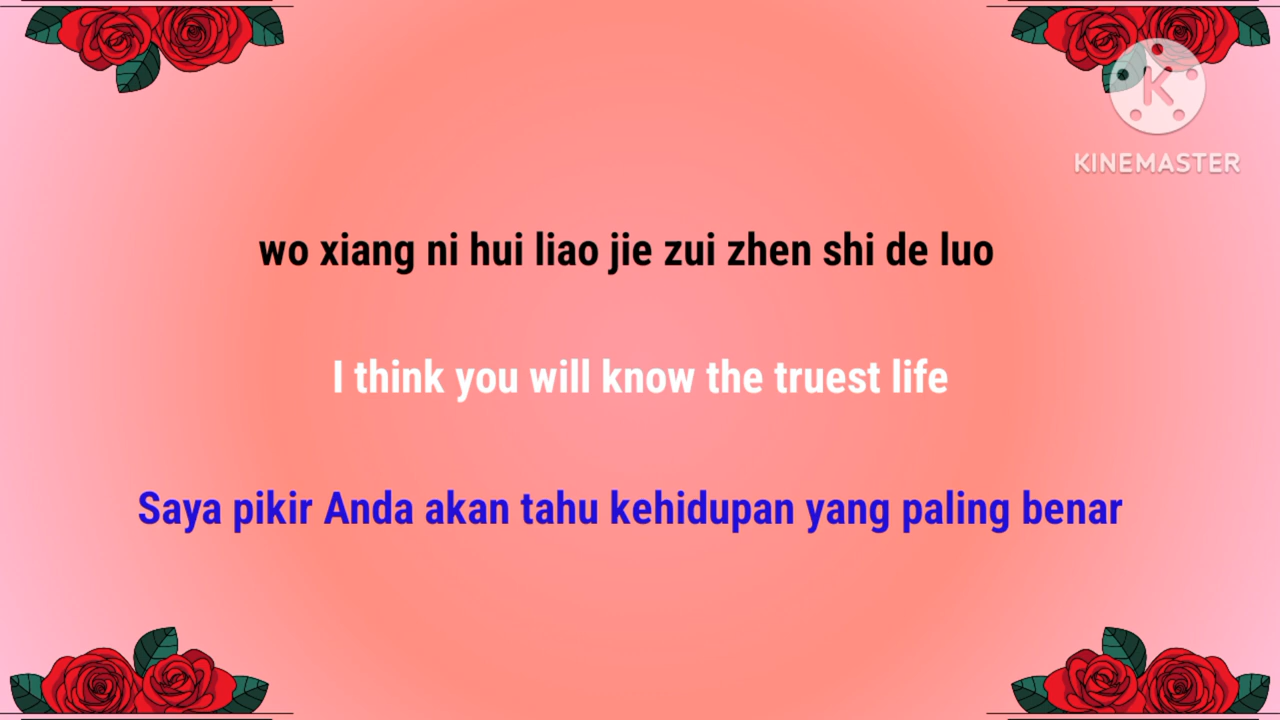 KINEMASTER
wo xiang ni hui liao jie zui zhen shi de luo
I think you will know the truest life
Saya pikir Anda akan tahu kehidupan yang paling benar